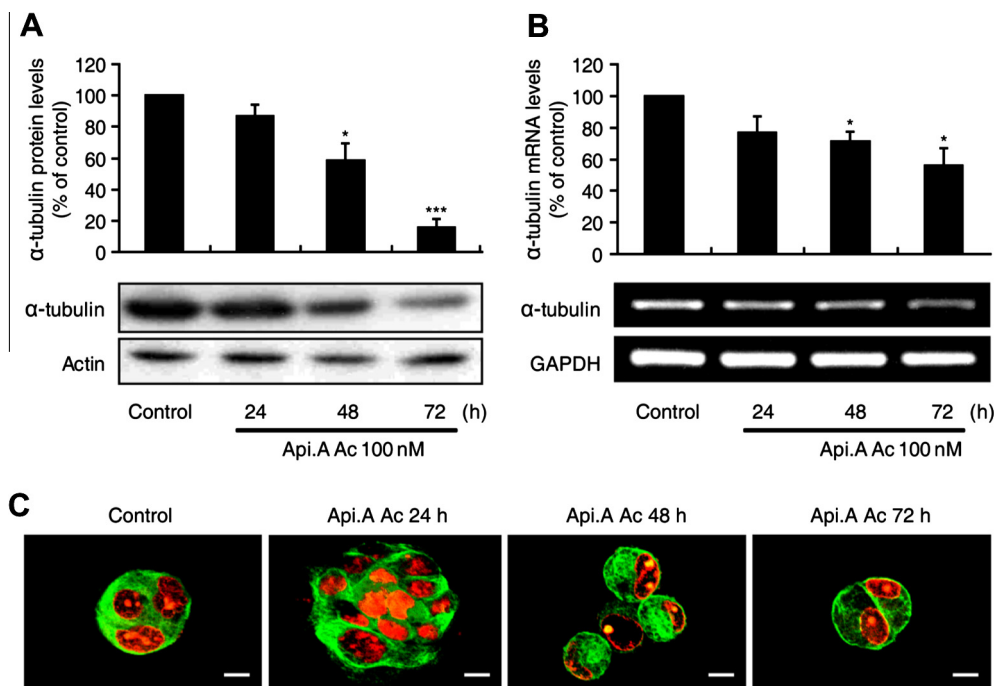 A
α-tubulin protein levels
(% of control)
120
100
80
60
40
20
0
*
***
α-tubulin
Actin
Control 24 48 72 (h)
Api.A Ac 100 nM
B
α-tubulin mRNA levels
(% of control)
120
100
80
60
40
20
0
*
*
α-tubulin
GAPDH
Control 24 48 72 (h)
Api.A Ac 100 nM
C
Control Api.A Ac 24 h Api.A Ac 48 h Api.A Ac 72 h